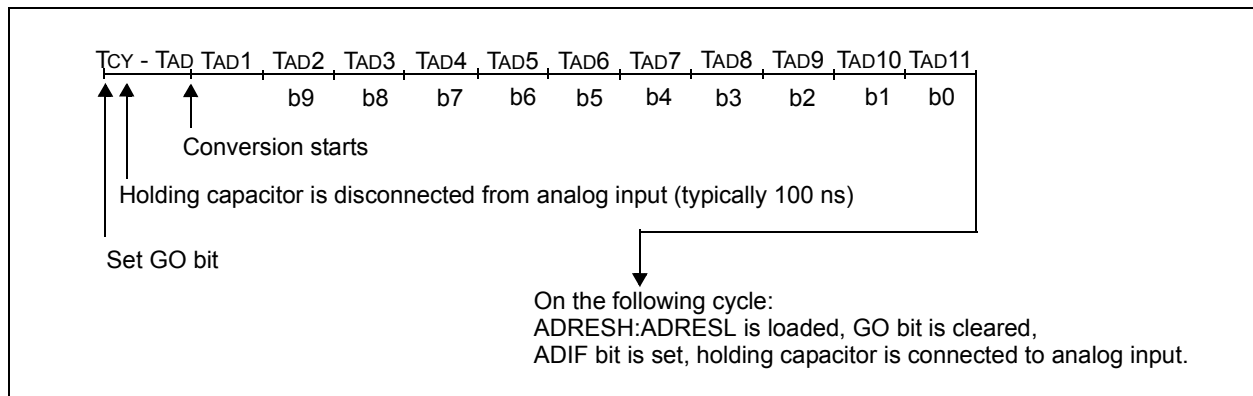 TCY - TAD TAD1 TAD2 TAD3 TAD4 TAD5 TAD6 TAD7 TAD8 TAD9 TAD10 TAD11
b9 b8 b7 b6 b5 b4 b3 b2 b1 b0
Conversion starts
Holding capacitor is disconnected from analog input (typically 100 ns)
Set GO bit
On the following cycle:
ADRESH:ADRESL is loaded, GO bit is cleared,
ADIF bit is set, holding capacitor is connected to analog input.